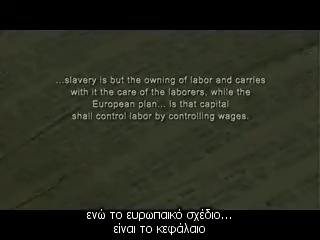 ...slavery is but the owning of labor and carries
with it the care of the laborers, while the
European plan... is that capital
shall control labor by controlling wages.
ενώ το ευρωπαικό σχέδιο...
είναι το κεφάλαιο